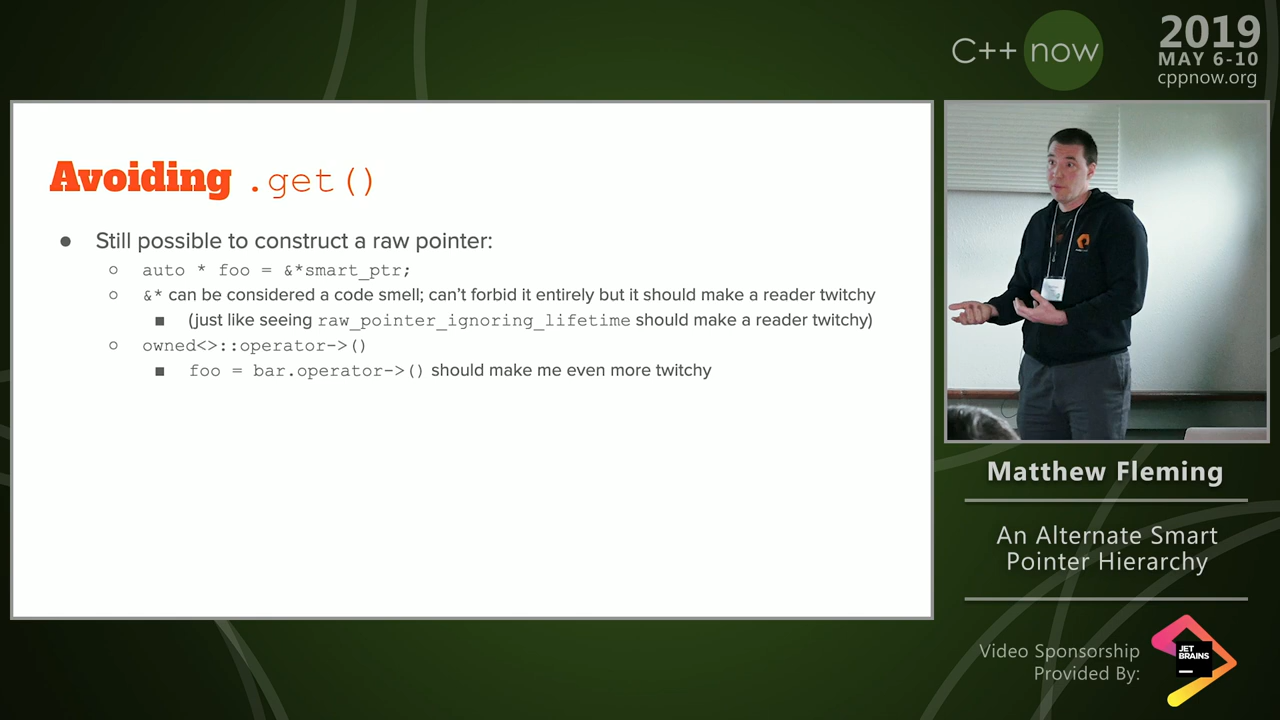 C++ now
2019
MAY 6-10
cppnow.org
Avoiding .get()
● Still possible to construct a raw pointer:
○ auto * foo = &*smart_ptr;
○ &* can be considered a code smell; can't forbid it entirely but it should make a reader twitchy
■ (just like seeing raw_pointer_ignoring_lifetime should make a reader twitchy)
○ owned<>::operator->()
■ foo = bar.operator->() should make me even more twitchy
Matthew Fleming
An Alternate Smart
Pointer Hierarchy
Video Sponsorship
Provided By:
JET
BRAINS